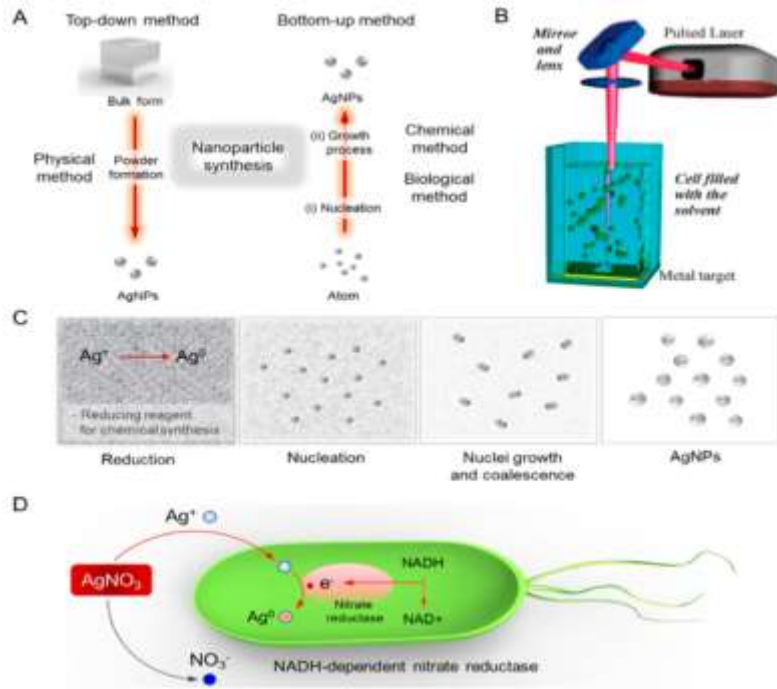 A
Top-down method
Bottom-up method
Bulk form
Physical
method
Powder
formation
AgNPs
Nanoparticle
synthesis
AgNPs
(ii) Growth
process
(i) Nucleation
Atom
Chemical
method
Biological
method
B
Mirror
and
lens
Pulsed Laser
Cell filled
with the
solvent
Metal target
C
Ag⁺
Ag⁰
- Reducing reagent
for chemical synthesis
Reduction
Nucleation
Nuclei growth
and coalescence
AgNPs
D
Ag⁺
AgNO₃
NADH
e⁻
Nitrate
reductase
Ag⁰
NAD+
NO₃⁻
NADH-dependent nitrate reductase